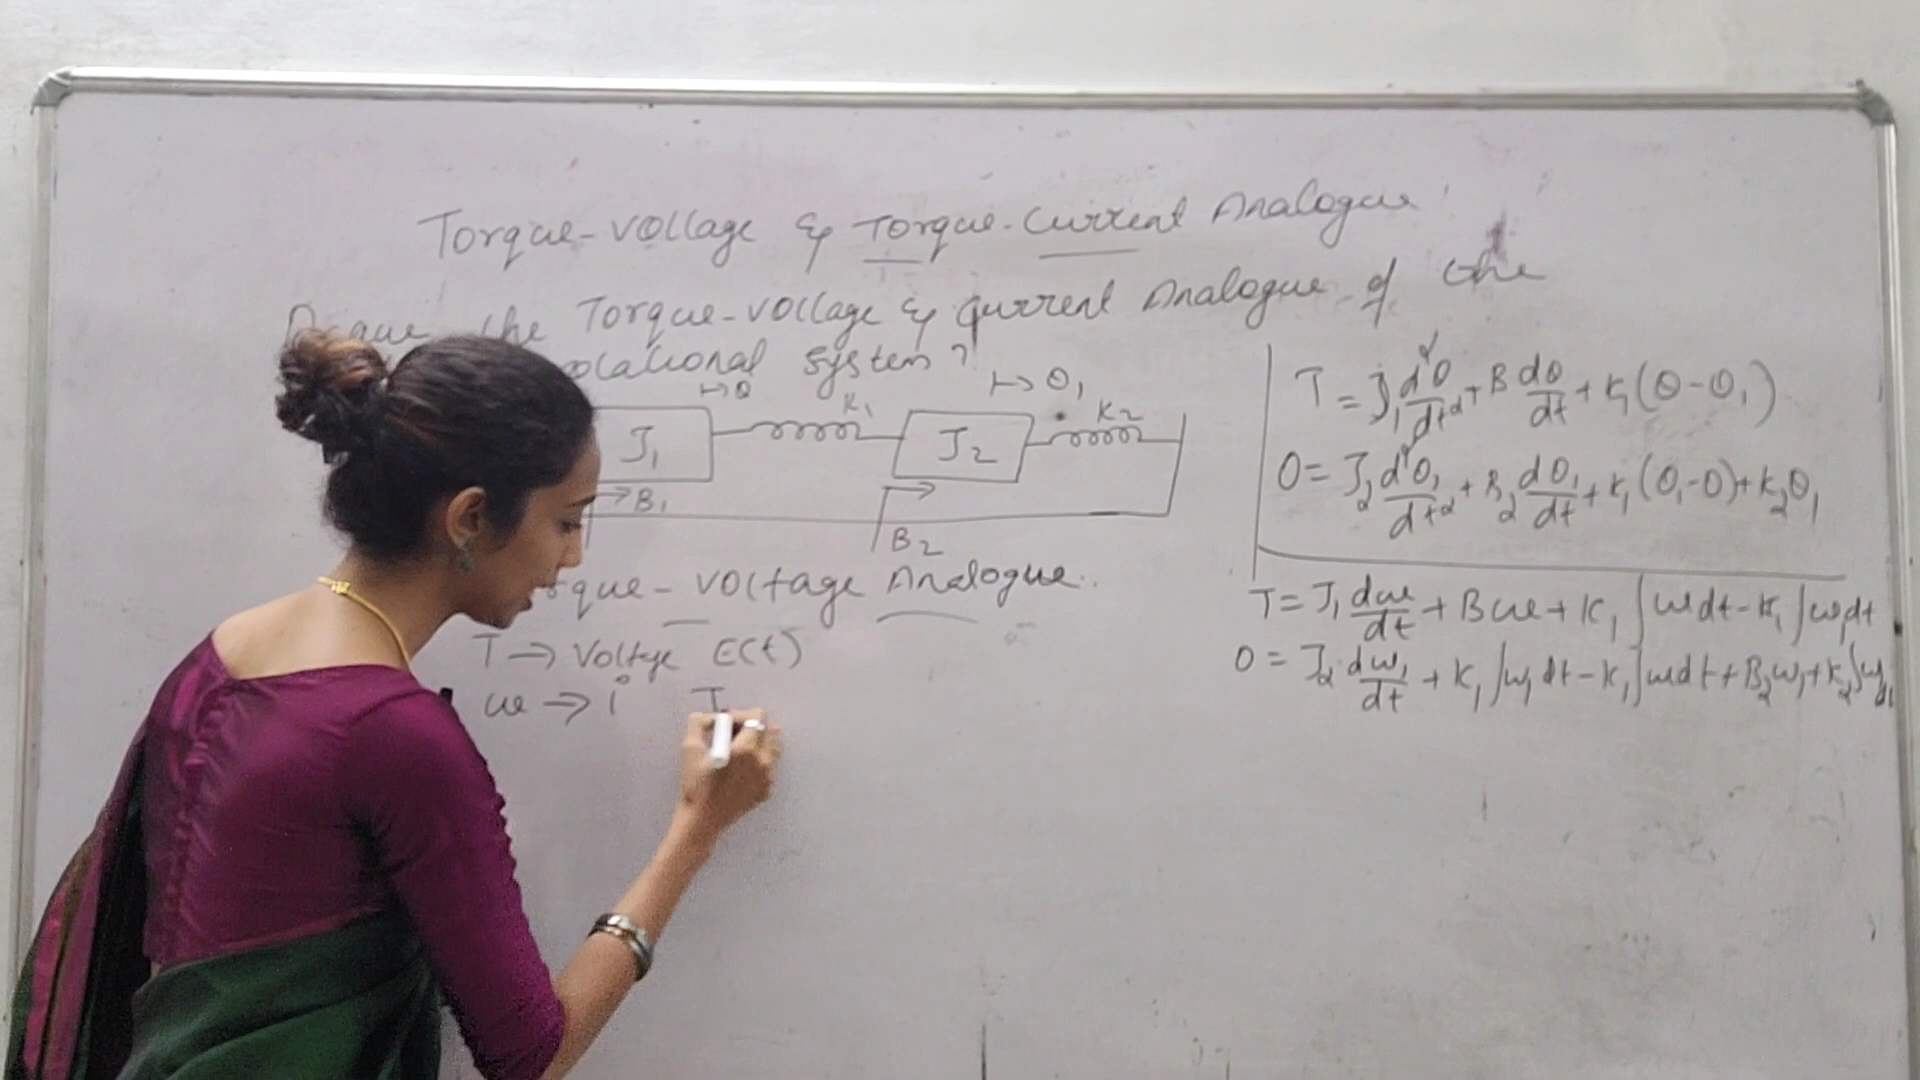 Torque-voltage & Torque-Current Analogue
the Torque-voltage & Current Analogue of the
system?
↦ θ
↦ θ₁
J₁
K₁
J₂
K₂
→ B₁
B₂
T = J₁ d²θ/dt² + B dθ/dt + K₁(θ-θ₁)
0 = J₂ d²θ₁/dt² + B₂ dθ₁/dt + K₁(θ₁-θ) + K₂θ₁
- Voltage Analogue
T → Voltage E(t)
ω → i J
T = J₁ dω/dt + Bω + K₁∫ωdt - K₁∫ω₁dt
0 = J₂ dω₁/dt + K₁∫ω₁dt - K₁∫ωdt + B₂ω₁ + K₂∫ω₁dt